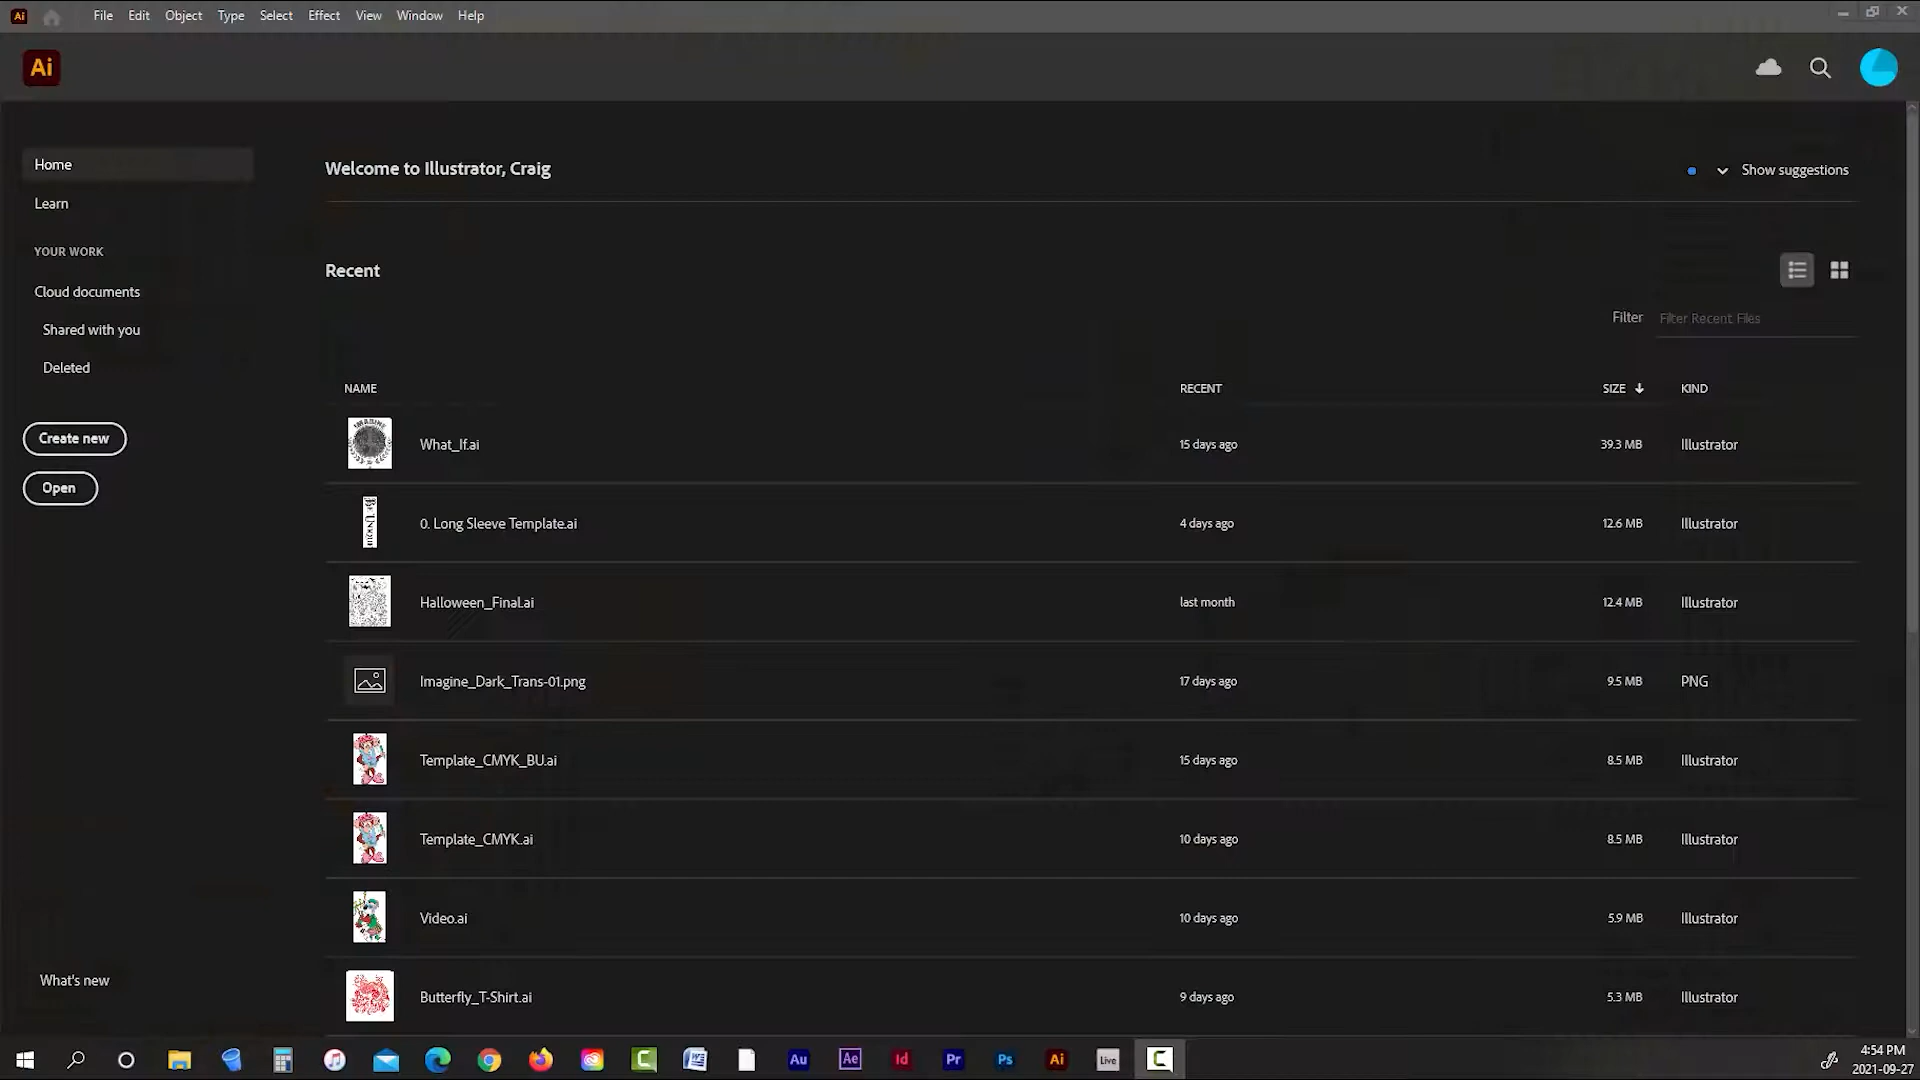 Ai File Edit Object Type Select Effect View Window Help
Ai
Home
Learn
YOUR WORK
Cloud documents
Shared with you
Deleted
Create new
Open
What's new
Welcome to Illustrator, Craig
Show suggestions
Recent
Filter Filter Recent Files
NAME RECENT SIZE KIND
IMAGINE
What_If.ai 15 days ago 39.3 MB Illustrator
Be Unique
0. Long Sleeve Template.ai 4 days ago 12.6 MB Illustrator
Halloween_Final.ai last month 12.4 MB Illustrator
Imagine_Dark_Trans-01.png 17 days ago 9.5 MB PNG
Template_CMYK_BU.ai 15 days ago 8.5 MB Illustrator
Template_CMYK.ai 10 days ago 8.5 MB Illustrator
Video.ai 10 days ago 5.9 MB Illustrator
Butterfly_T-Shirt.ai 9 days ago 5.3 MB Illustrator
Au Ae Id Pr Ps Ai Live
4:54 PM
2021-09-27